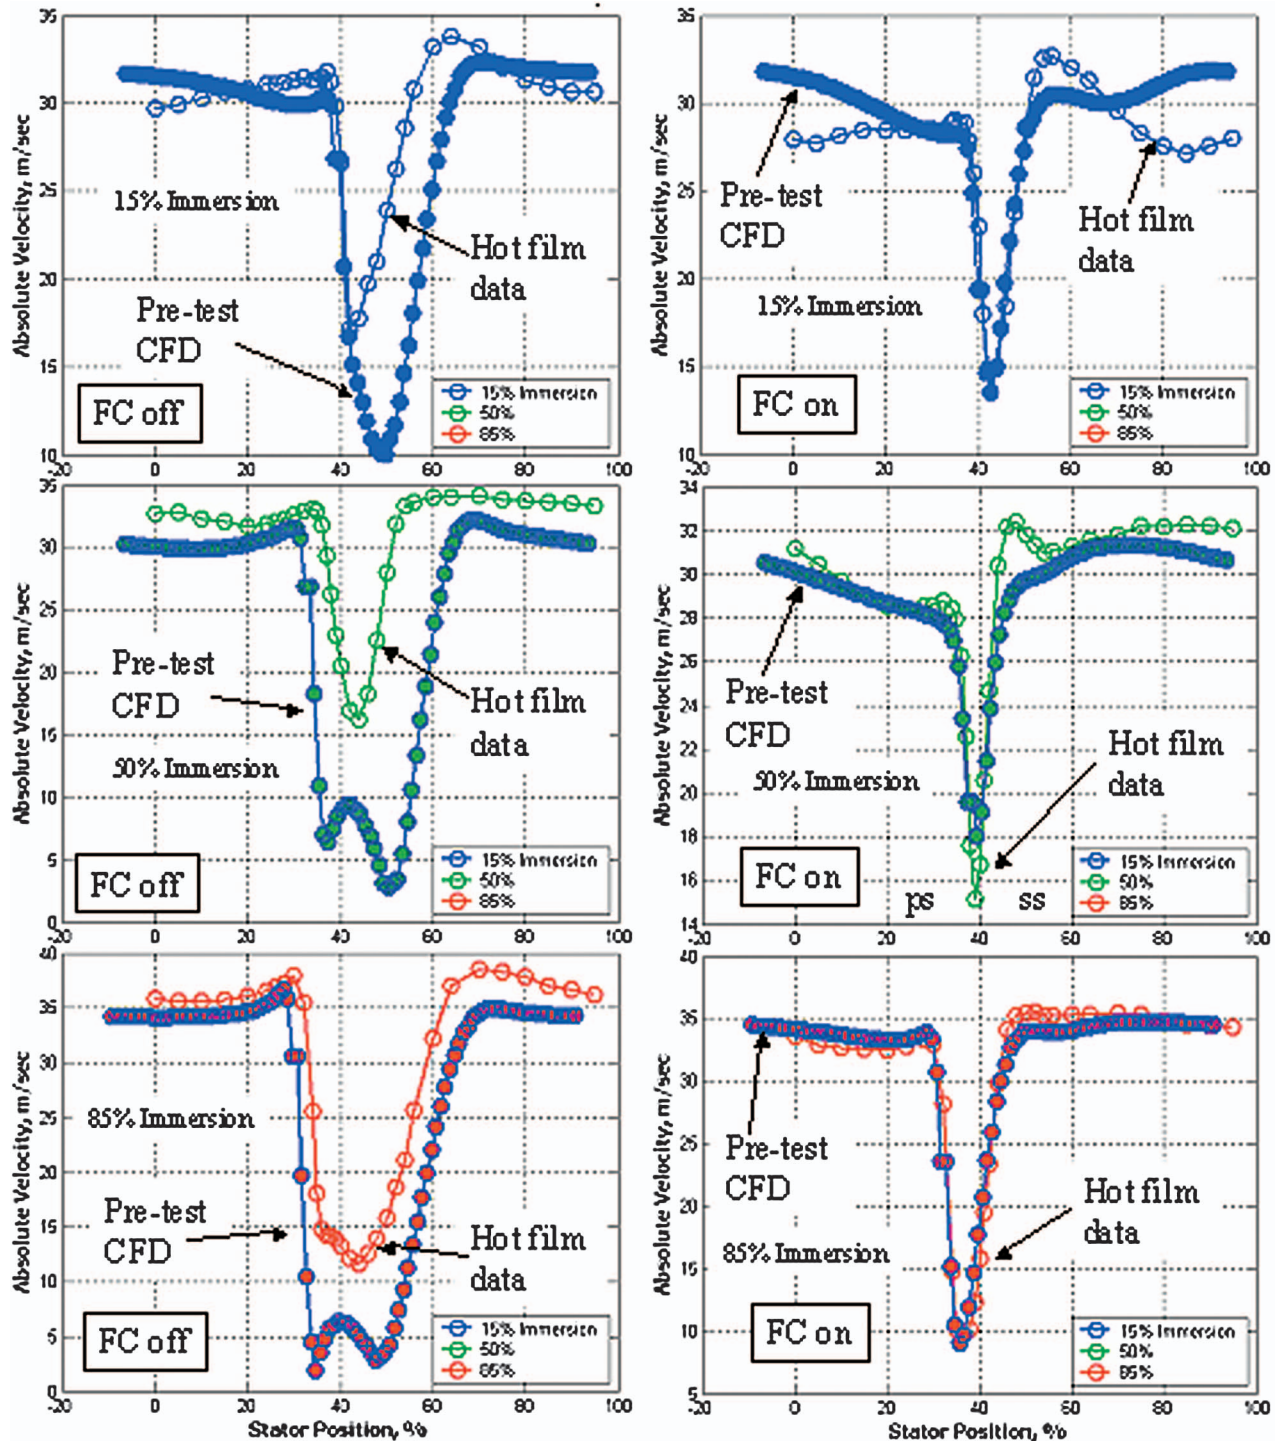 35
30
25
20
15
10
Absolute Velocity, m/sec
15% Immersion
Hot film
data
Pre-test
CFD
FC off
15% Immersion
50%
85%
-20 0 20 40 60 80 100
35
30
25
20
15
10
Absolute Velocity, m/sec
Pre-test
CFD
Hot film
data
15% Immersion
FC on
15% Immersion
50%
85%
-20 0 20 40 60 80 100
35
30
25
20
15
10
5
0
Absolute Velocity, m/sec
Pre-test
CFD
Hot film
data
50% Immersion
FC off
15% Immersion
50%
85%
-20 0 20 40 60 80 100
34
32
30
28
26
24
22
20
18
16
14
Absolute Velocity, m/sec
Pre-test
CFD
Hot film
data
50% Immersion
FC on
ps ss
15% Immersion
50%
85%
-20 0 20 40 60 80 100
40
35
30
25
20
15
10
5
0
Absolute Velocity, m/sec
85% Immersion
Pre-test
CFD
Hot film
data
FC off
15% Immersion
50%
85%
-20 0 20 40 60 80 100
Stator Position, %
40
35
30
25
20
15
10
5
Absolute Velocity, m/sec
Pre-test
CFD
Hot film
data
85% Immersion
FC on
15% Immersion
50%
85%
-20 0 20 40 60 80 100
Stator Position, %